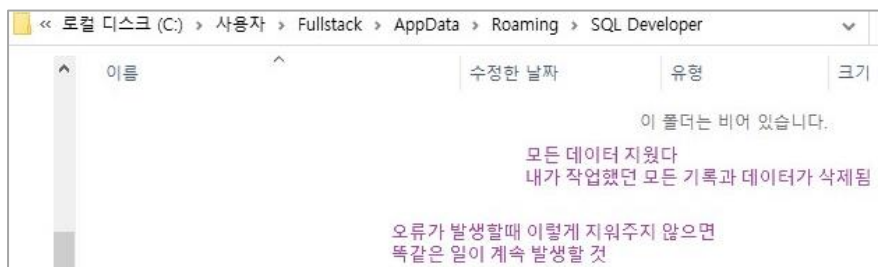 « 로컬 디스크 (C:) › 사용자 › Fullstack › AppData › Roaming › SQL Developer
이름 수정한 날짜 유형 크기
이 폴더는 비어 있습니다.
모든 데이터 지웠다
내가 작업했던 모든 기록과 데이터가 삭제됨
오류가 발생할때 이렇게 지워주지 않으면
똑같은 일이 계속 발생할 것